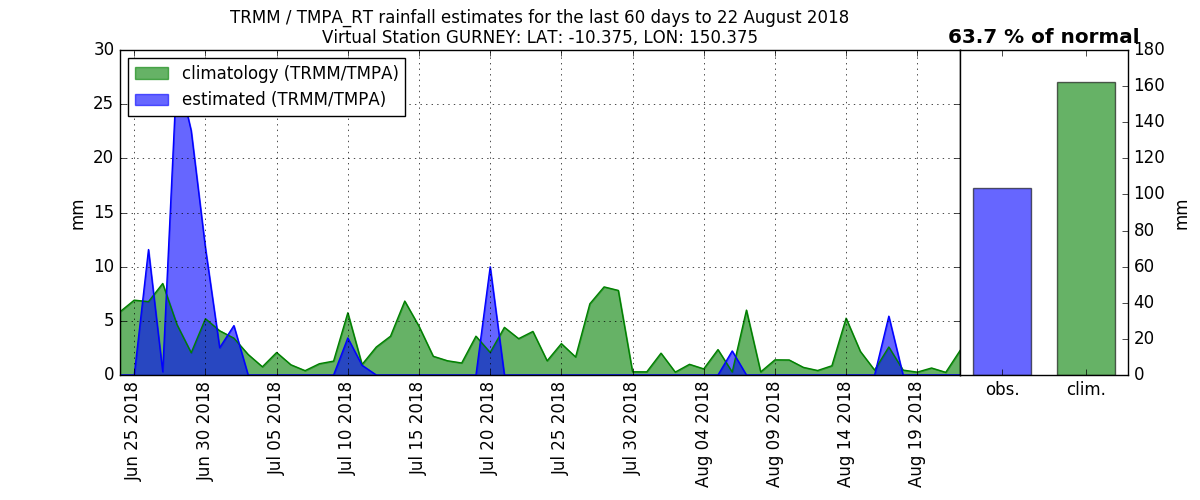 TRMM / TMPA_RT rainfall estimates for the last 60 days to 22 August 2018
Virtual Station GURNEY: LAT: -10.375, LON: 150.375
63.7 % of normal
climatology (TRMM/TMPA)
estimated (TRMM/TMPA)
30
25
20
15
10
5
0
mm
Jun 25 2018
Jun 30 2018
Jul 05 2018
Jul 10 2018
Jul 15 2018
Jul 20 2018
Jul 25 2018
Jul 30 2018
Aug 04 2018
Aug 09 2018
Aug 14 2018
Aug 19 2018
obs.
clim.
180
160
140
120
100
80
60
40
20
0
mm